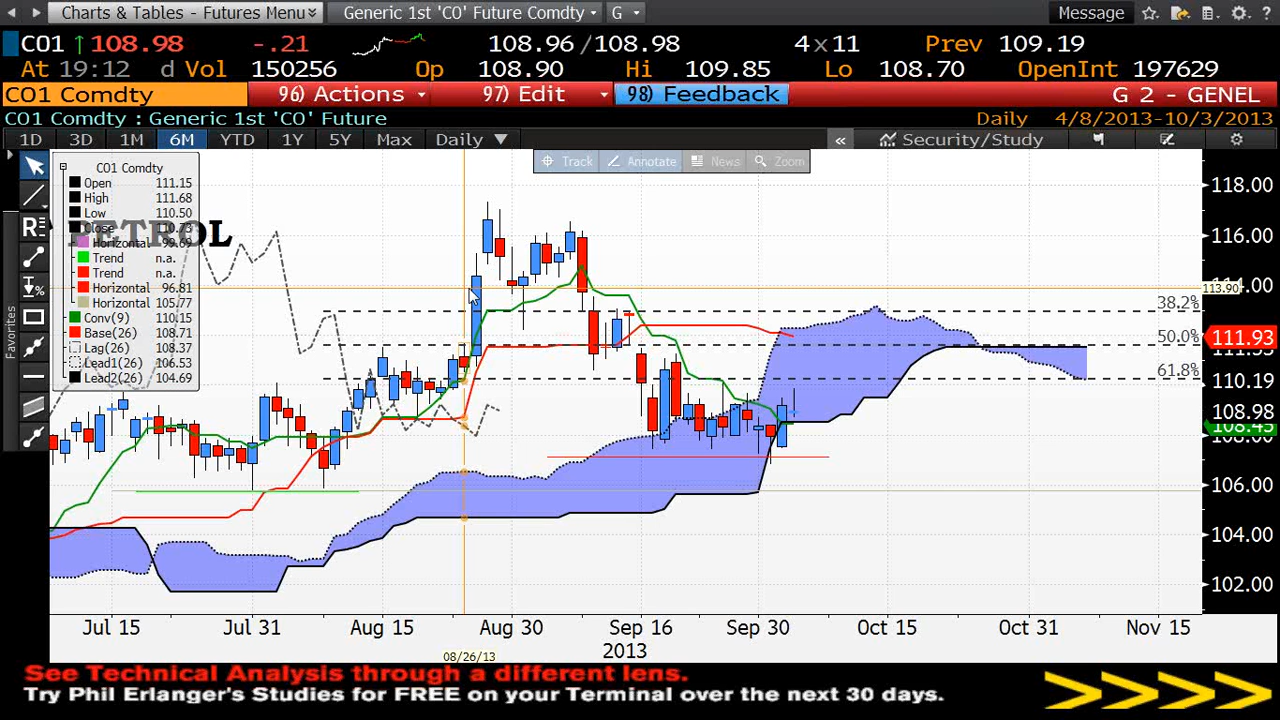 Charts & Tables - Futures Menu
Generic 1st 'CO' Future Comdty
G
Message
?
CO1 ↑ 108.98 -.21 108.96 /108.98 4 x 11 Prev 109.19
At 19:12 d Vol 150256 Op 108.90 Hi 109.85 Lo 108.70 OpenInt 197629
CO1 Comdty 96) Actions 97) Edit 98) Feedback G 2 - GENEL
CO1 Comdty : Generic 1st 'CO' Future Daily 4/8/2013-10/3/2013
1D 3D 1M 6M YTD 1Y 5Y Max Daily ▼ « Security/Study
Track Annotate News Zoom
Favorites
PETROL
CO1 Comdty
Open 111.15
High 111.68
Low 110.50
Close 110.73
Horizontal 99.69
Trend n.a.
Trend n.a.
Horizontal 96.81
Horizontal 105.77
Conv(9) 110.15
Base(26) 108.71
Lag(26) 108.37
Lead1(26) 106.53
Lead2(26) 104.69
38.2%
50.0%
61.8%
118.00
116.00
113.90
111.93
110.19
108.98
108.45
106.00
104.00
102.00
Jul 15 Jul 31 Aug 15 Aug 30 Sep 16 Sep 30 Oct 15 Oct 31 Nov 15
2013
08/26/13
See Technical Analysis through a different lens.
Try Phil Erlanger's Studies for FREE on your Terminal over the next 30 days.